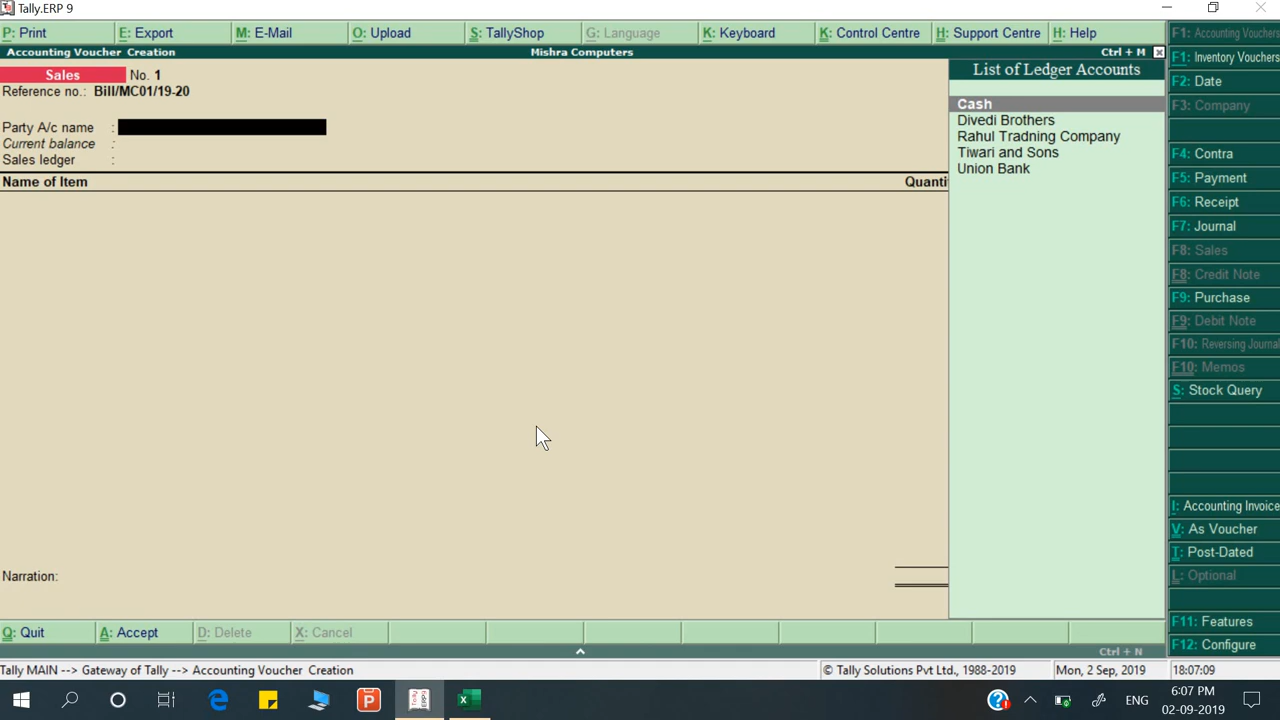 Tally.ERP 9
P: Print E: Export M: E-Mail O: Upload S: TallyShop G: Language K: Keyboard K: Control Centre H: Support Centre H: Help
Accounting Voucher Creation Mishra Computers Ctrl + M
Sales No. 1
Reference no.: Bill/MC01/19-20
Party A/c name :
Current balance :
Sales ledger :
Name of Item Quanti
Narration:
List of Ledger Accounts
Cash
Divedi Brothers
Rahul Tradning Company
Tiwari and Sons
Union Bank
F1: Accounting Vouchers
F1: Inventory Vouchers
F2: Date
F3: Company
F4: Contra
F5: Payment
F6: Receipt
F7: Journal
F8: Sales
F8: Credit Note
F9: Purchase
F9: Debit Note
F10: Reversing Journal
F10: Memos
S: Stock Query
I: Accounting Invoice
V: As Voucher
T: Post-Dated
L: Optional
F11: Features
F12: Configure
Q: Quit A: Accept D: Delete X: Cancel
Ctrl + N
Tally MAIN --> Gateway of Tally --> Accounting Voucher Creation © Tally Solutions Pvt Ltd., 1988-2019 Mon, 2 Sep, 2019 18:07:09
ENG 6:07 PM
02-09-2019